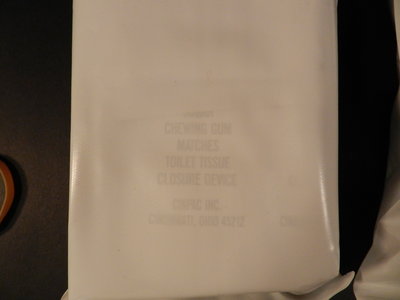 CHEWING GUM
MATCHES
TOILET TISSUE
CLOSURE DEVICE
CINPAC INC.
CINCINNATI, OHIO 45212